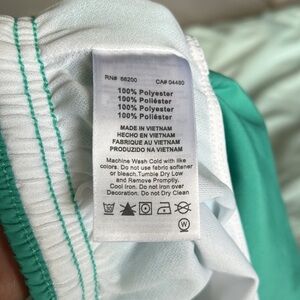 RN# 56200 CA# 04480
100% Polyester
100% Poliéster
100% Polyester
100% Poliéster
MADE IN VIETNAM
HECHO EN VIETNAM
FABRIQUE AU VIETNAM
PRODUZIDO NA VIETNAM
Machine Wash Cold with like
colors. Do not use fabric softener
or bleach. Tumble Dry Low
and Remove Promptly.
Cool Iron. Do not Iron over
Decoration. Do not Dry Clean
W